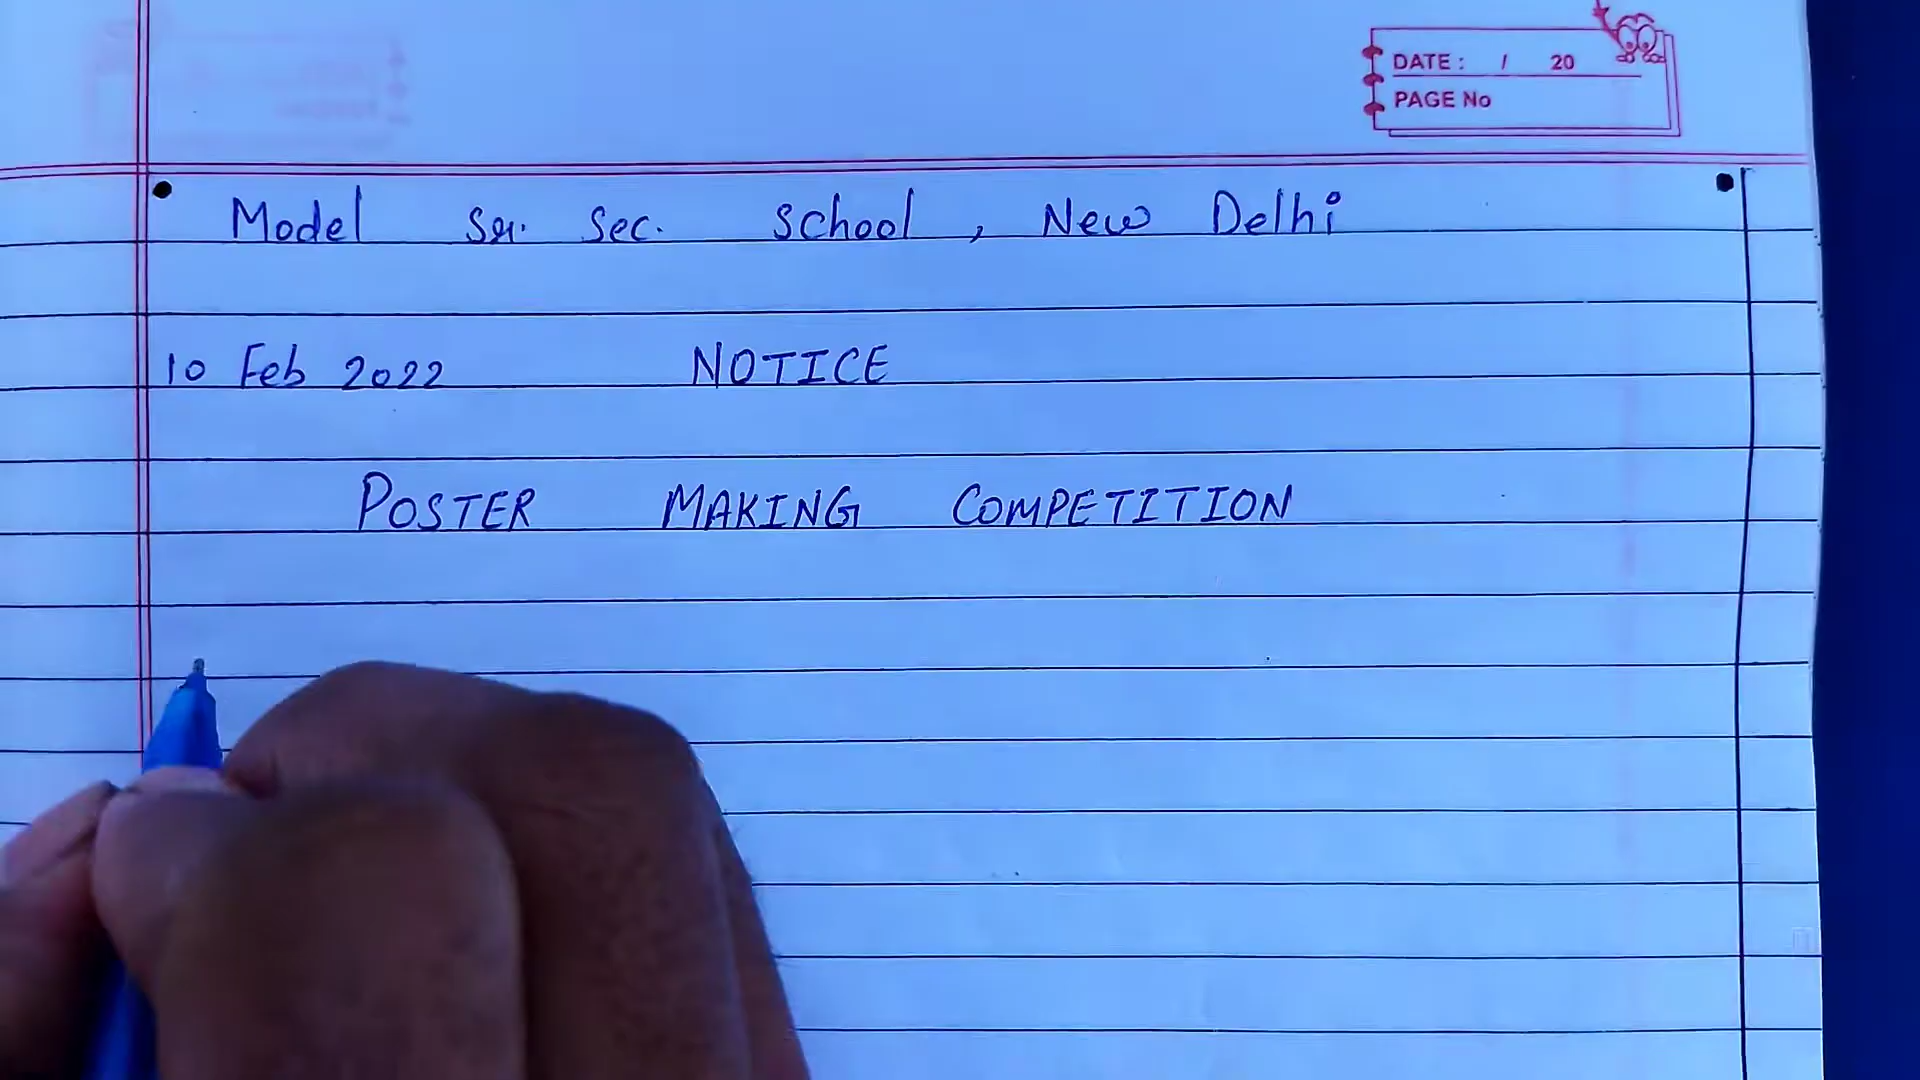 DATE : / 20
PAGE No
Model Sr. Sec. School, New Delhi
10 Feb 2022 NOTICE
POSTER MAKING COMPETITION